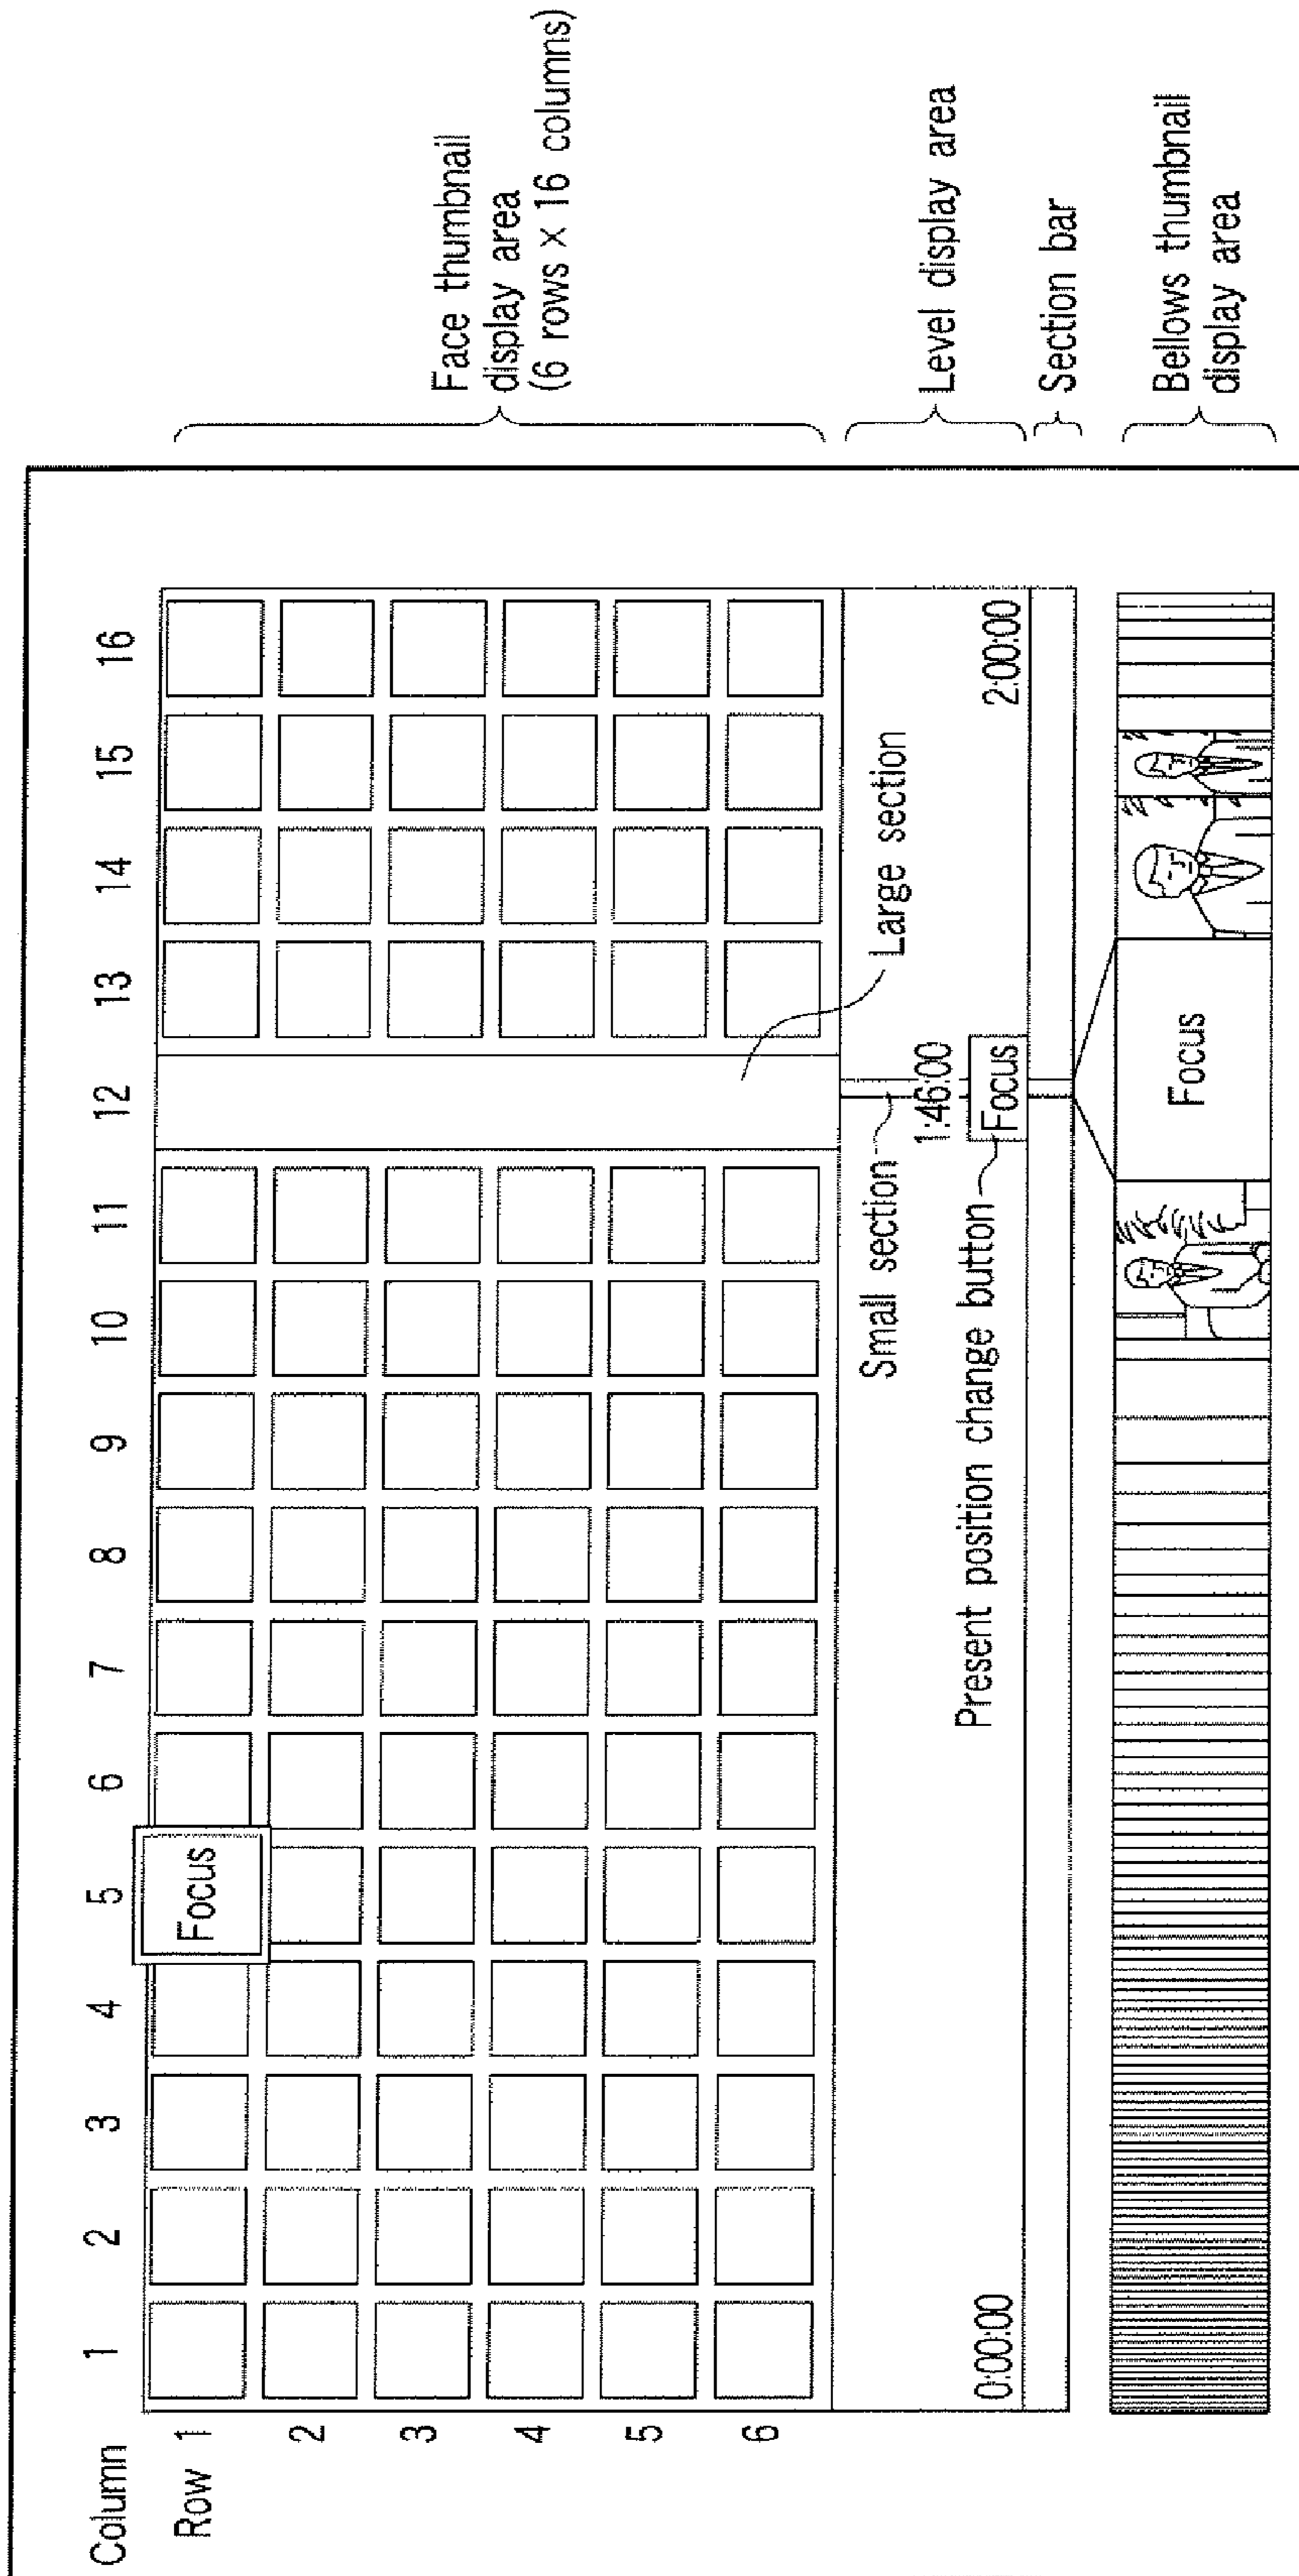 Column 1 2 3 4 5 6 7 8 9 10 11 12 13 14 15 16
Row 1
2
3
4
5
6
Focus
Face thumbnail
display area
(6 rows × 16 columns)
Large section
Small section
Level display area
1:46:00
Present position change button
Focus
0:00:00
2:00:00
Section bar
Focus
Bellows thumbnail
display area